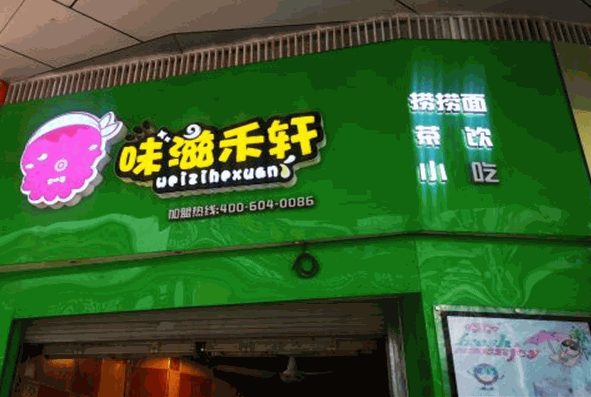 味滋禾轩
weizihexuan
加盟热线:400-604-0086
捞捞面
茶饮
小吃